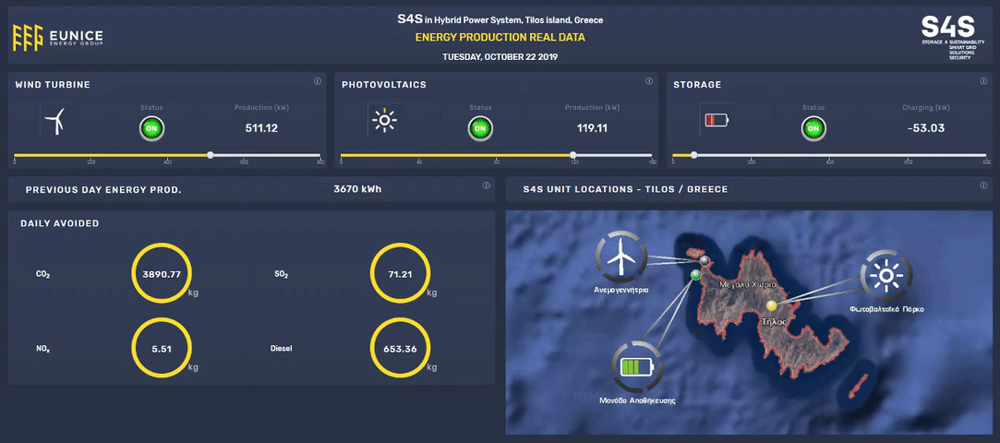 EUNICE
ENERGY GROUP
S4S in Hybrid Power System, Tilos island, Greece
ENERGY PRODUCTION REAL DATA
TUESDAY, OCTOBER 22 2019
S4S
STORAGE 4 SUSTAINABILITY
SMART GRID
SOLUTIONS
SECURITY
WIND TURBINE
Status
Production (kW)
ON
511.12
0 200 400 600 800
PHOTOVOLTAICS
Status
Production (kW)
ON
119.11
0 40 80 120 160
STORAGE
Status
Charging (kW)
ON
-53.03
0 200 400 600 800
PREVIOUS DAY ENERGY PROD.
3670 kWh
S4S UNIT LOCATIONS - TILOS / GREECE
DAILY AVOIDED
CO2
3890.77
kg
SO2
71.21
kg
NOx
5.51
kg
Diesel
653.36
kg
Ανεμογεννήτρια
Μεγάλο Χωριό
Φωτοβολταϊκό Πάρκο
Τήλος
Μονάδα Αποθήκευσης